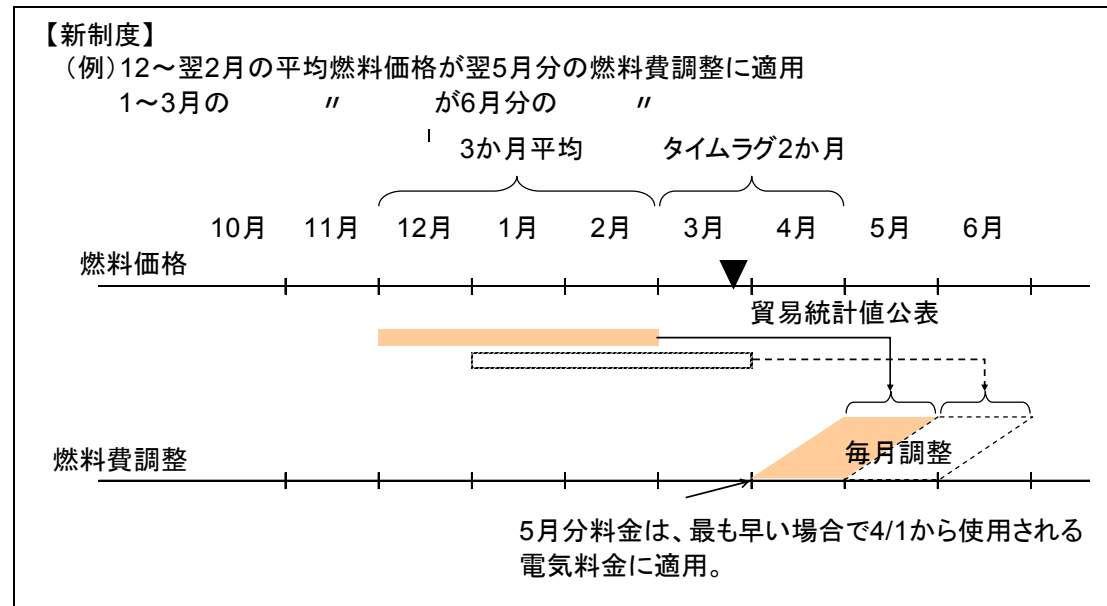 【新制度】
(例)12〜翌2月の平均燃料価格が翌5月分の燃料費調整に適用
1〜3月の 〃 が6月分の 〃
3か月平均 タイムラグ2か月
10月 11月 12月 1月 2月 3月 4月 5月 6月
燃料価格
貿易統計値公表
毎月調整
燃料費調整
5月分料金は、最も早い場合で4/1から使用される
電気料金に適用。